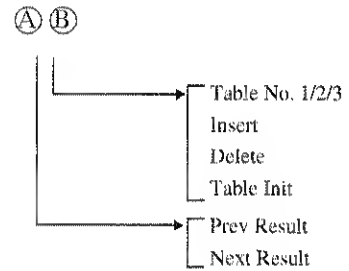 Ⓐ Ⓑ
Table No. 1/2/3
Insert
Delete
Table Init
Prev Result
Next Result